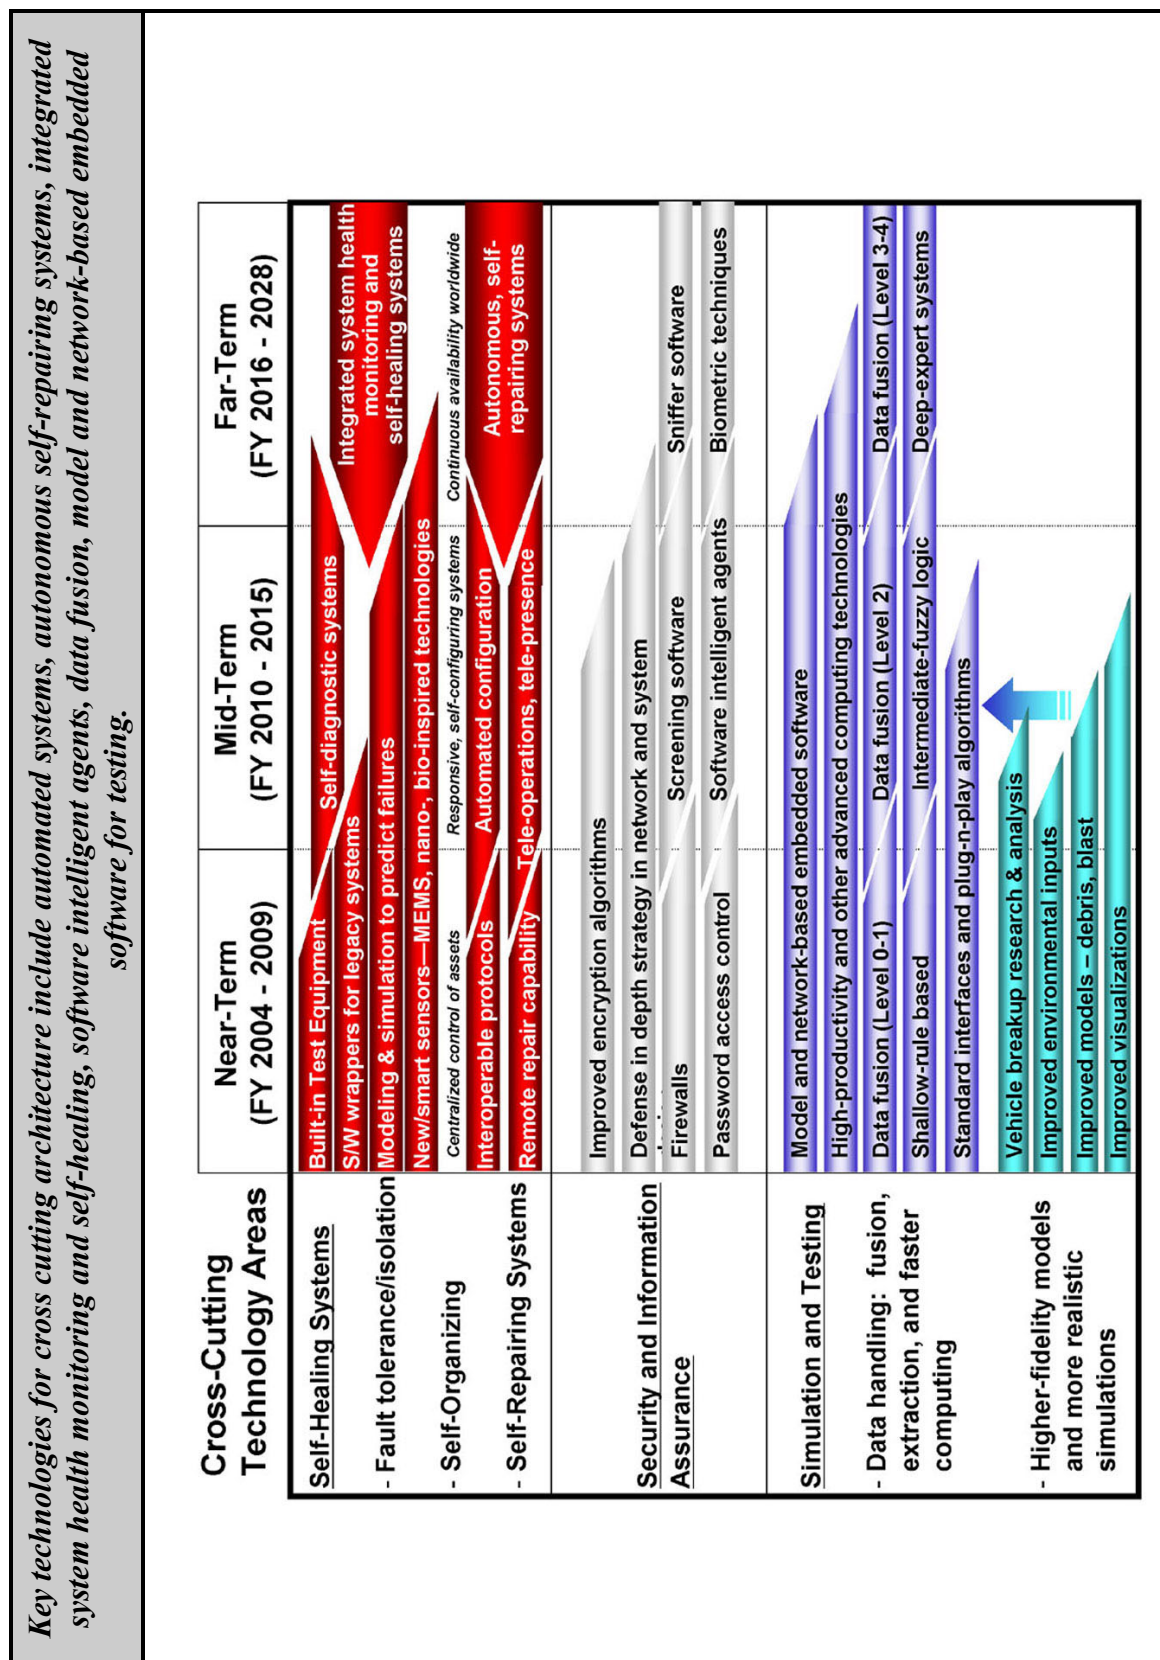 Key technologies for cross cutting architecture include automated systems, autonomous self-repairing systems, integrated
system health monitoring and self-healing, software intelligent agents, data fusion, model and network-based embedded
software for testing.
Cross-Cutting
Technology Areas
Near-Term
(FY 2004 - 2009)
Mid-Term
(FY 2010 - 2015)
Far-Term
(FY 2016 - 2028)
Self-Healing Systems
- Fault tolerance/isolation
- Self-Organizing
- Self-Repairing Systems
Built-in Test Equipment
Self-diagnostic systems
S/W wrappers for legacy systems
Modeling & simulation to predict failures
New/smart sensors—MEMS, nano-, bio-inspired technologies
Integrated system health
monitoring and
self-healing systems
Centralized control of assets
Responsive, self-configuring systems
Continuous availability worldwide
Interoperable protocols
Automated configuration
Remote repair capability
Tele-operations, tele-presence
Autonomous, self-
repairing systems
Security and Information
Assurance
Improved encryption algorithms
Defense in depth strategy in network and system
Firewalls
Screening software
Sniffer software
Password access control
Software intelligent agents
Biometric techniques
Simulation and Testing
- Data handling: fusion,
extraction, and faster
computing
- Higher-fidelity models
and more realistic
simulations
Model and network-based embedded software
High-productivity and other advanced computing technologies
Data fusion (Level 0-1)
Data fusion (Level 2)
Data fusion (Level 3-4)
Shallow-rule based
Intermediate-fuzzy logic
Deep-expert systems
Standard interfaces and plug-n-play algorithms
Vehicle breakup research & analysis
Improved environmental inputs
Improved models – debris, blast
Improved visualizations